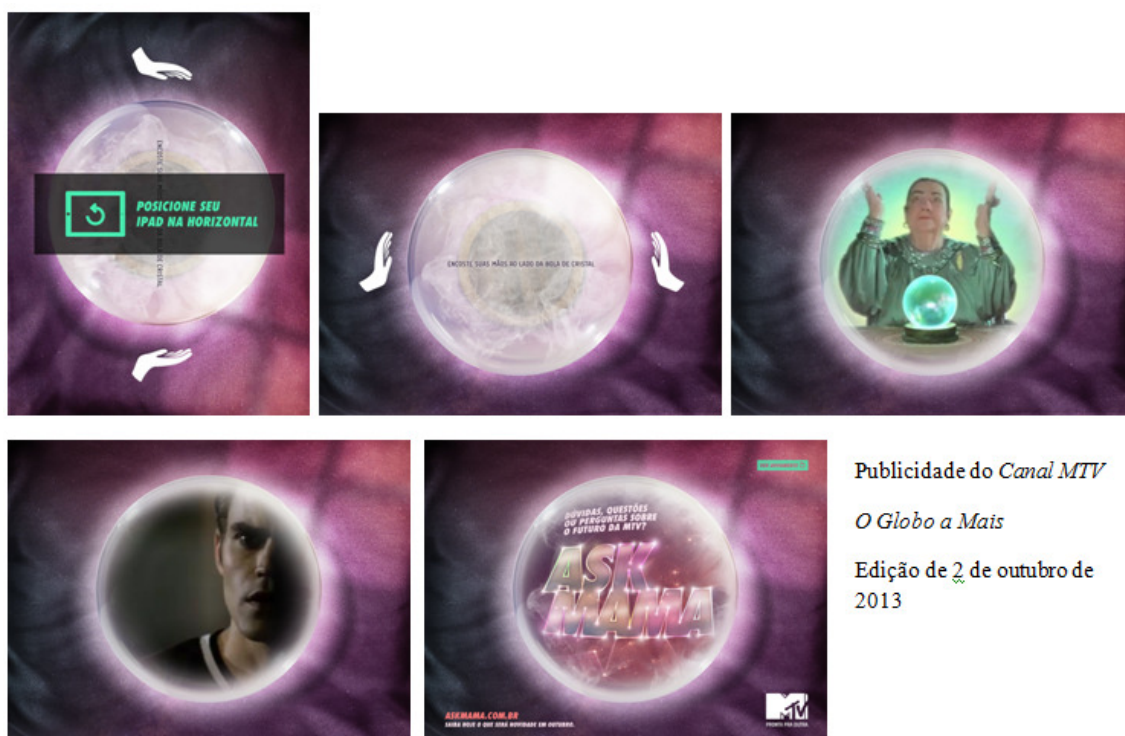 POSICIONE SEU
IPAD NA HORIZONTAL
ENCOSTE SUAS MÃOS AO LADO DA BOLA DE CRISTAL
DÚVIDAS, QUESTÕES
OU PERGUNTAS SOBRE
O FUTURO DA MTV?
ASK
MAMA
ASKMAMA.COM.BR
SAIBA HOJE O QUE SERÁ NOVIDADE EM OUTUBRO.
MTV
Publicidade do Canal MTV
O Globo a Mais
Edição de 2 de outubro de
2013